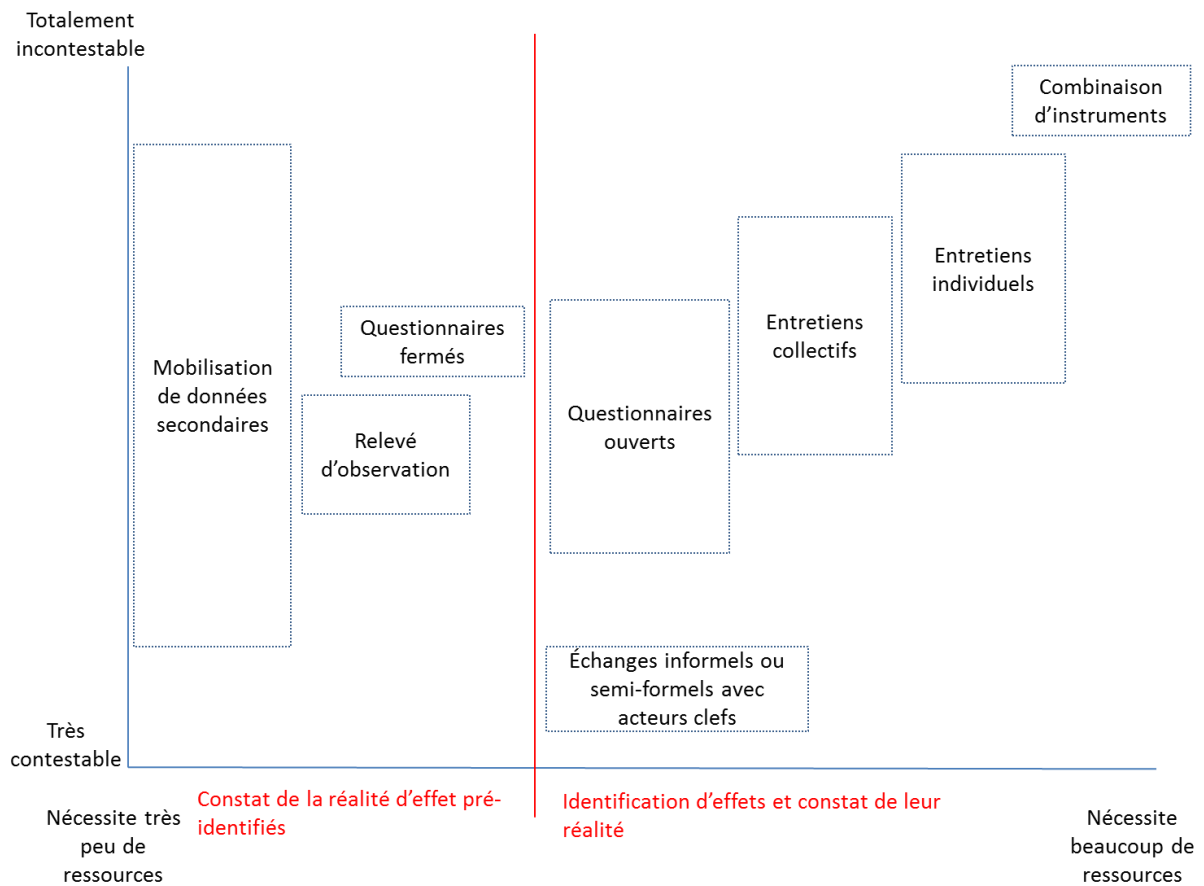 Totalement
incontestable
Combinaison
d’instruments
Entretiens
individuels
Entretiens
collectifs
Questionnaires
fermés
Mobilisation
de données
secondaires
Questionnaires
ouverts
Relevé
d’observation
Échanges informels ou
semi-formels avec
acteurs clefs
Très
contestable
Nécessite très
peu de
ressources
Constat de la réalité d’effet pré-
identifiés
Identification d’effets et constat de leur
réalité
Nécessite
beaucoup de
ressources